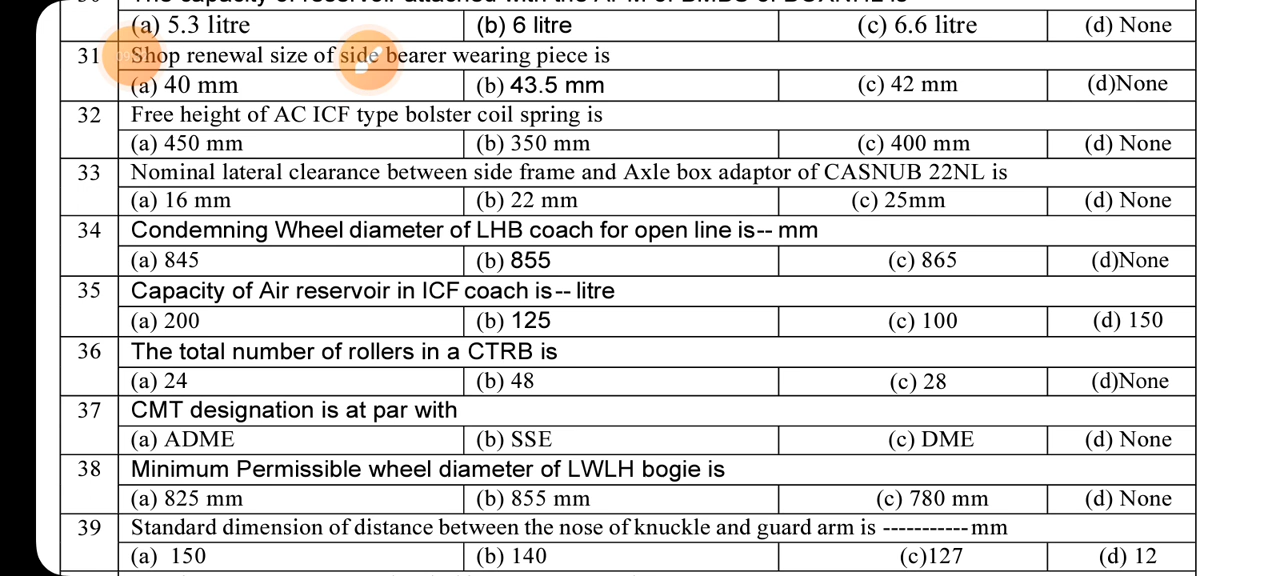 (a) 5.3 litre (b) 6 litre (c) 6.6 litre (d) None
31 Shop renewal size of side bearer wearing piece is
(a) 40 mm (b) 43.5 mm (c) 42 mm (d)None
32 Free height of AC ICF type bolster coil spring is
(a) 450 mm (b) 350 mm (c) 400 mm (d) None
33 Nominal lateral clearance between side frame and Axle box adaptor of CASNUB 22NL is
(a) 16 mm (b) 22 mm (c) 25mm (d) None
34 Condemning Wheel diameter of LHB coach for open line is-- mm
(a) 845 (b) 855 (c) 865 (d)None
35 Capacity of Air reservoir in ICF coach is-- litre
(a) 200 (b) 125 (c) 100 (d) 150
36 The total number of rollers in a CTRB is
(a) 24 (b) 48 (c) 28 (d)None
37 CMT designation is at par with
(a) ADME (b) SSE (c) DME (d) None
38 Minimum Permissible wheel diameter of LWLH bogie is
(a) 825 mm (b) 855 mm (c) 780 mm (d) None
39 Standard dimension of distance between the nose of knuckle and guard arm is -----------mm
(a) 150 (b) 140 (c)127 (d) 12